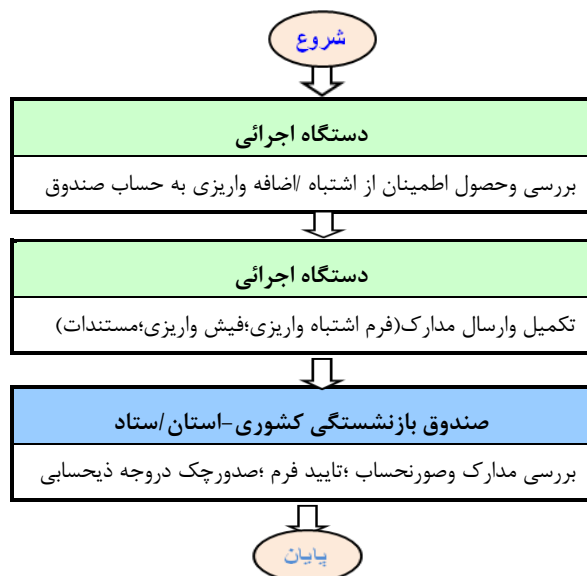 شروع
دستگاه اجرائی
بررسی وحصول اطمینان از اشتباه /اضافه واریزی به حساب صندوق
دستگاه اجرائی
تکمیل وارسال مدارک(فرم اشتباه واریزی؛فیش واریزی؛مستندات)
صندوق بازنشستگی کشوری-استان/ستاد
بررسی مدارک وصورتحساب ؛تایید فرم ؛صدورچک دروجه ذیحسابی
پایان